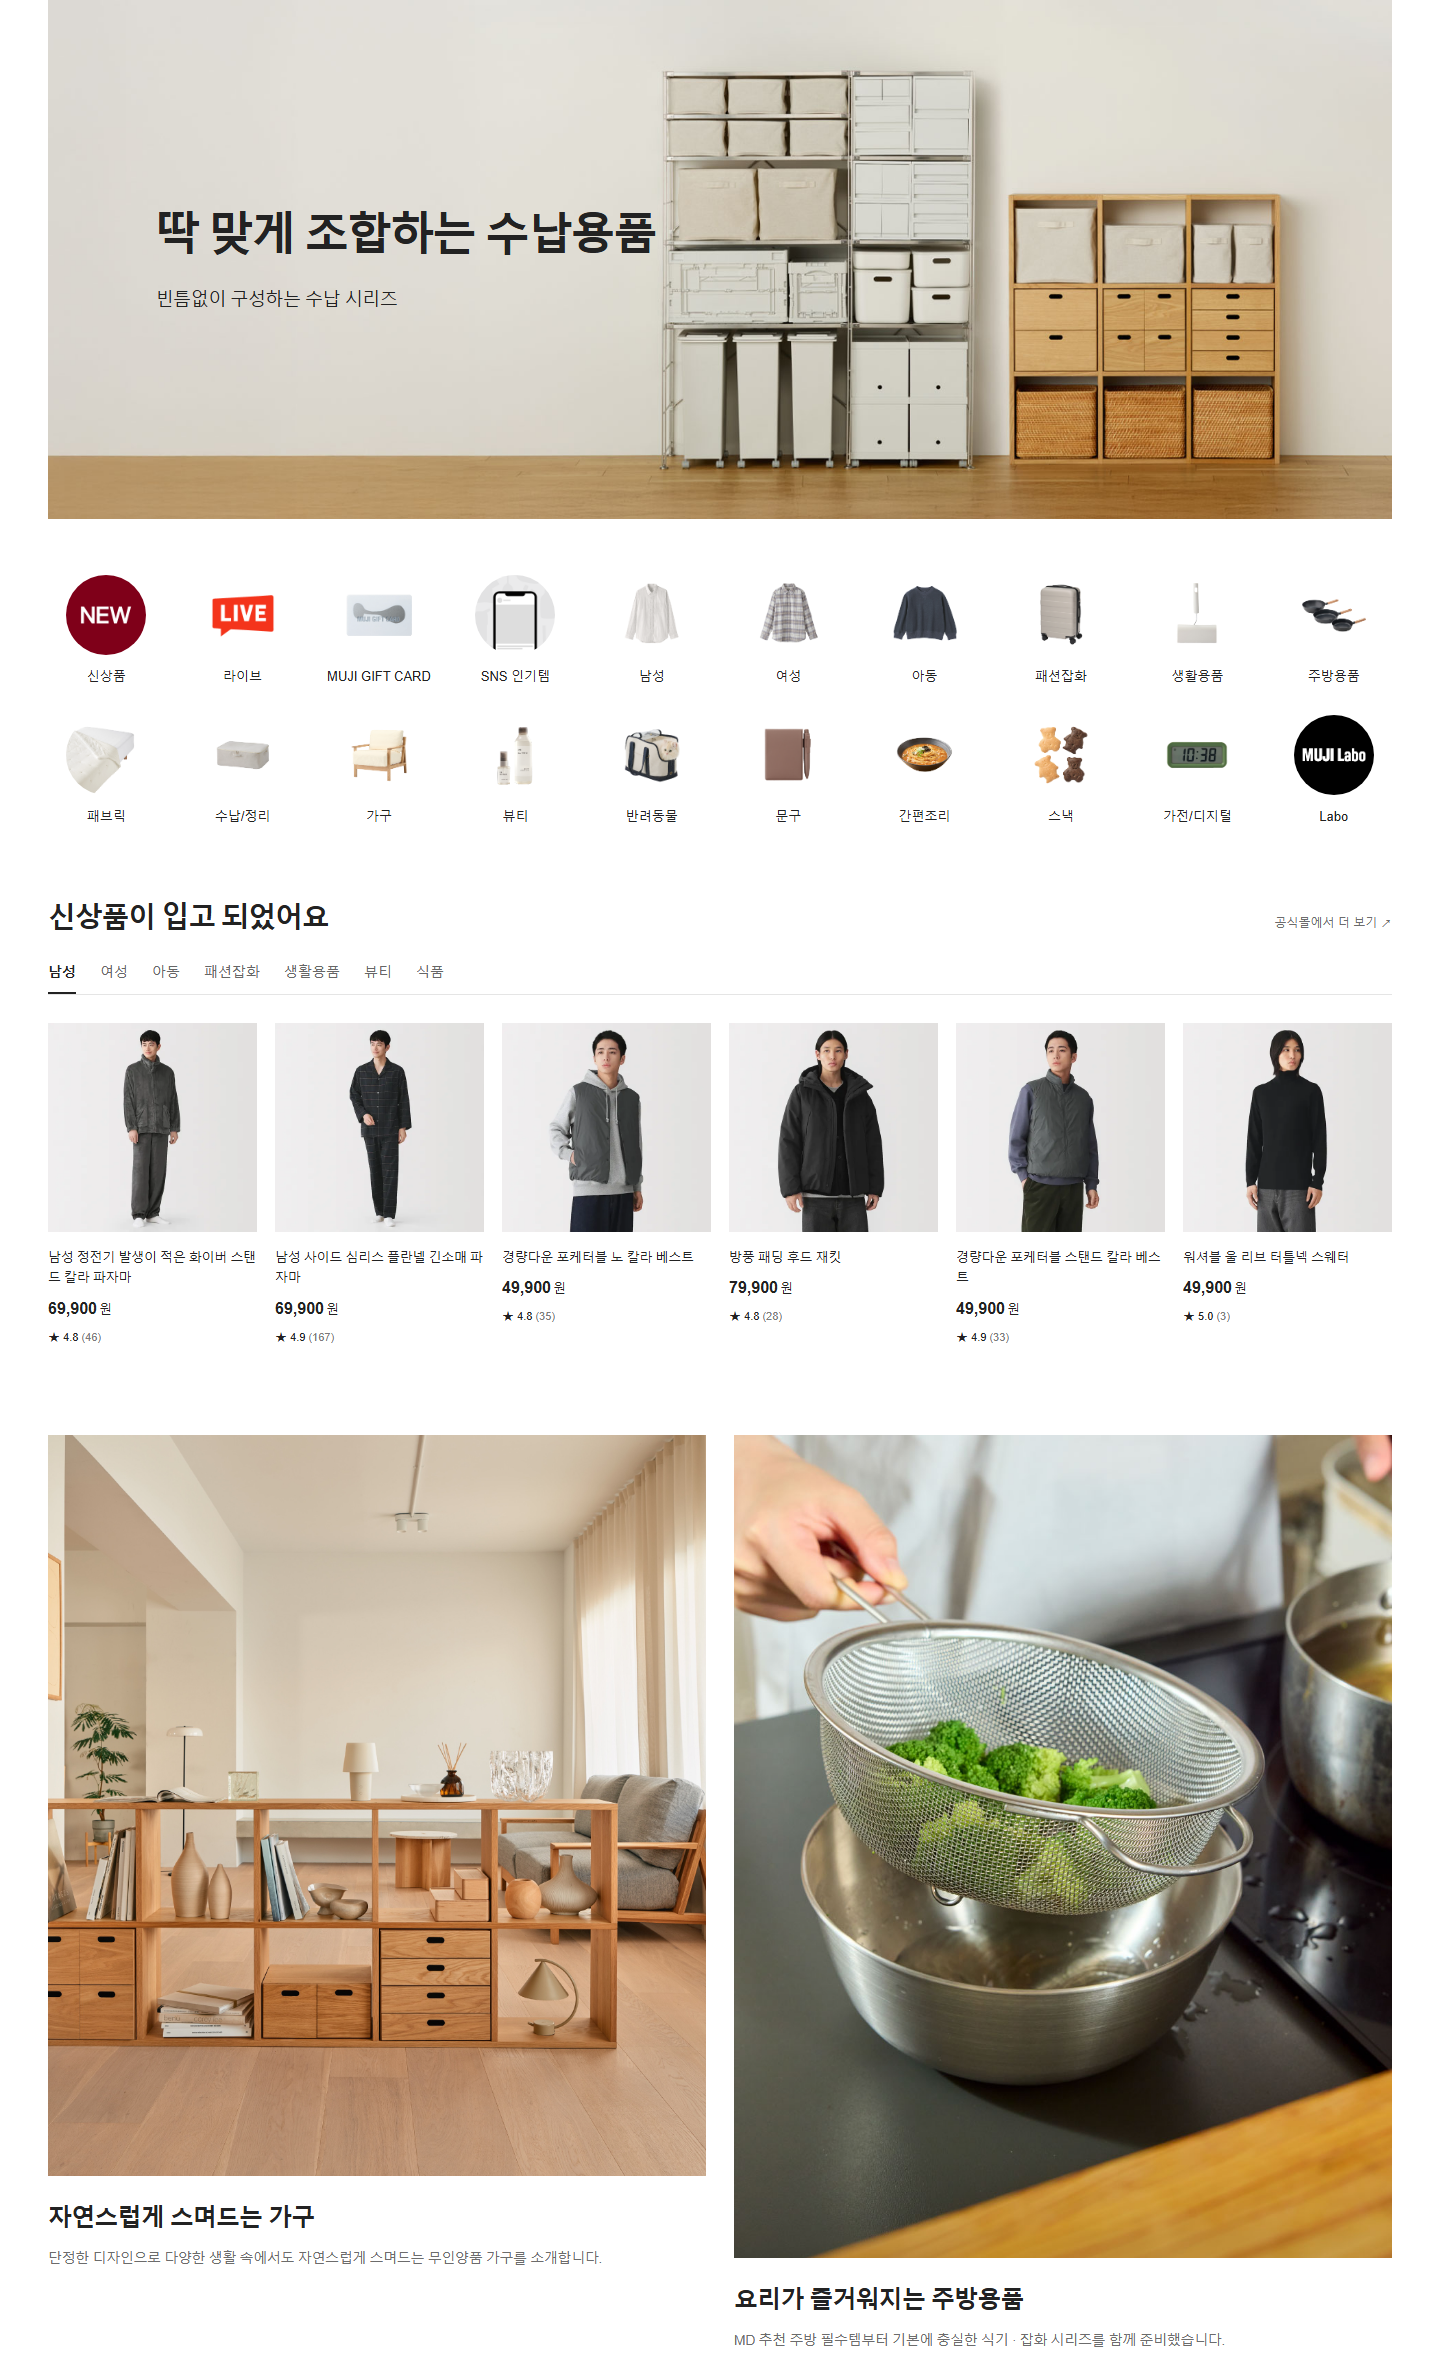 딱 맞게 조합하는 수납용품
빈틈없이 구성하는 수납 시리즈
NEW
LIVE
MUJI GIFT
MUJI Labo
10:38
신상품
라이브
MUJI GIFT CARD
SNS 인기템
남성
여성
아동
패션잡화
생활용품
주방용품
패브릭
수납/정리
가구
뷰티
반려동물
문구
간편조리
스낵
가전/디지털
Labo
신상품이 입고 되었어요
공식몰에서 더 보기 ↗
남성 여성 아동 패션잡화 생활용품 뷰티 식품
남성 정전기 발생이 적은 화이버 스탠
드 칼라 파자마
69,900 원
★ 4.8 (46)
남성 사이드 심리스 플란넬 긴소매 파
자마
69,900 원
★ 4.9 (167)
경량다운 포케터블 노 칼라 베스트
49,900 원
★ 4.8 (35)
방풍 패딩 후드 재킷
79,900 원
★ 4.8 (28)
경량다운 포케터블 스탠드 칼라 베스
트
49,900 원
★ 4.9 (33)
워셔블 울 리브 터틀넥 스웨터
49,900 원
★ 5.0 (3)
자연스럽게 스며드는 가구
단정한 디자인으로 다양한 생활 속에서도 자연스럽게 스며드는 무인양품 가구를 소개합니다.
요리가 즐거워지는 주방용품
MD 추천 주방 필수템부터 기본에 충실한 식기 · 잡화 시리즈를 함께 준비했습니다.